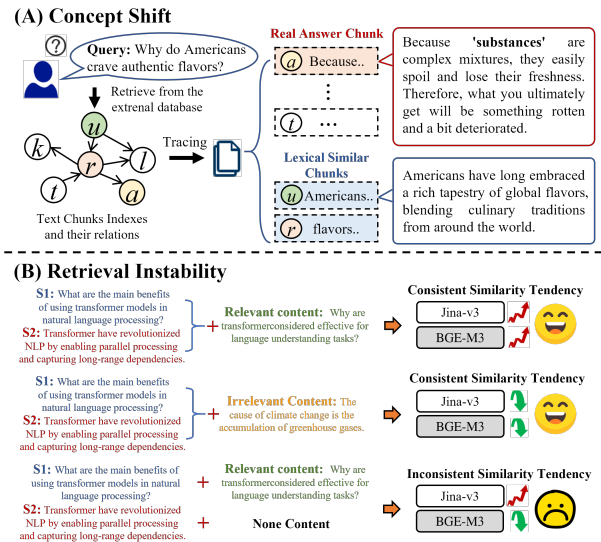 (A) Concept Shift
Query: Why do Americans
crave authentic flavors?
Retrieve from the
extrenal database
u
k
r
l
t
a
Text Chunks Indexes
and their relations
Tracing
Real Answer Chunk
a Because..
t ...
Lexical Similar
Chunks
u Americans..
r flavors..
Because 'substances' are
complex mixtures, they easily
spoil and lose their freshness.
Therefore, what you ultimately
get will be something rotten
and a bit deteriorated.
Americans have long embraced
a rich tapestry of global flavors,
blending culinary traditions
from around the world.
(B) Retrieval Instability
S1: What are the main benefits
of using transformer models in
natural language processing?
S2: Transformer have revolutionized
NLP by enabling parallel processing
and capturing long-range dependencies.
+
Relevant content: Why are
transformerconsidered effective for
language understanding tasks?
Consistent Similarity Tendency
Jina-v3
BGE-M3
S1: What are the main benefits
of using transformer models in
natural language processing?
S2: Transformer have revolutionized
NLP by enabling parallel processing
and capturing long-range dependencies.
+
Irrelevant Content: The
cause of climate change is the
accumulation of greenhouse gases.
Consistent Similarity Tendency
Jina-v3
BGE-M3
S1: What are the main benefits of
using transformer models in natural
language processing?
+
Relevant content: Why are
transformerconsidered effective for
language understanding tasks?
S2: Transformer have revolutionized
NLP by enabling parallel processing
and capturing long-range dependencies.
+
None Content
Inconsistent Similarity Tendency
Jina-v3
BGE-M3